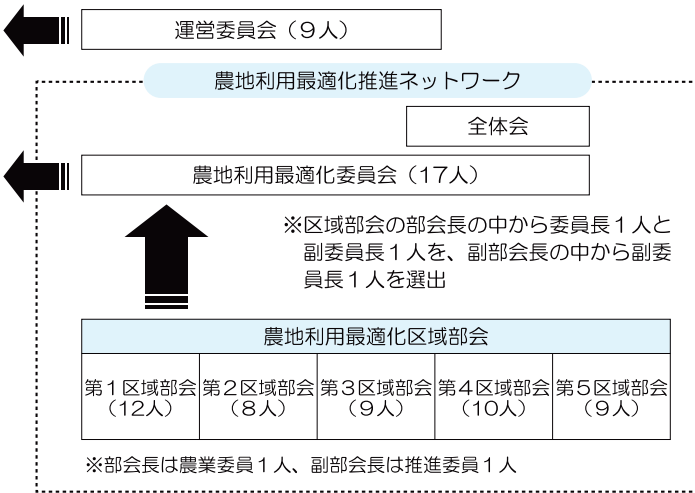 運営委員会（９人）
農地利用最適化推進ネットワーク
全体会
農地利用最適化委員会（17人）
※区域部会の部会長の中から委員長１人と
副委員長１人を、副部会長の中から副委
員長１人を選出
農地利用最適化区域部会
第１区域部会
（12人）
第２区域部会
（８人）
第３区域部会
（９人）
第４区域部会
（10人）
第５区域部会
（９人）
※部会長は農業委員１人、副部会長は推進委員１人